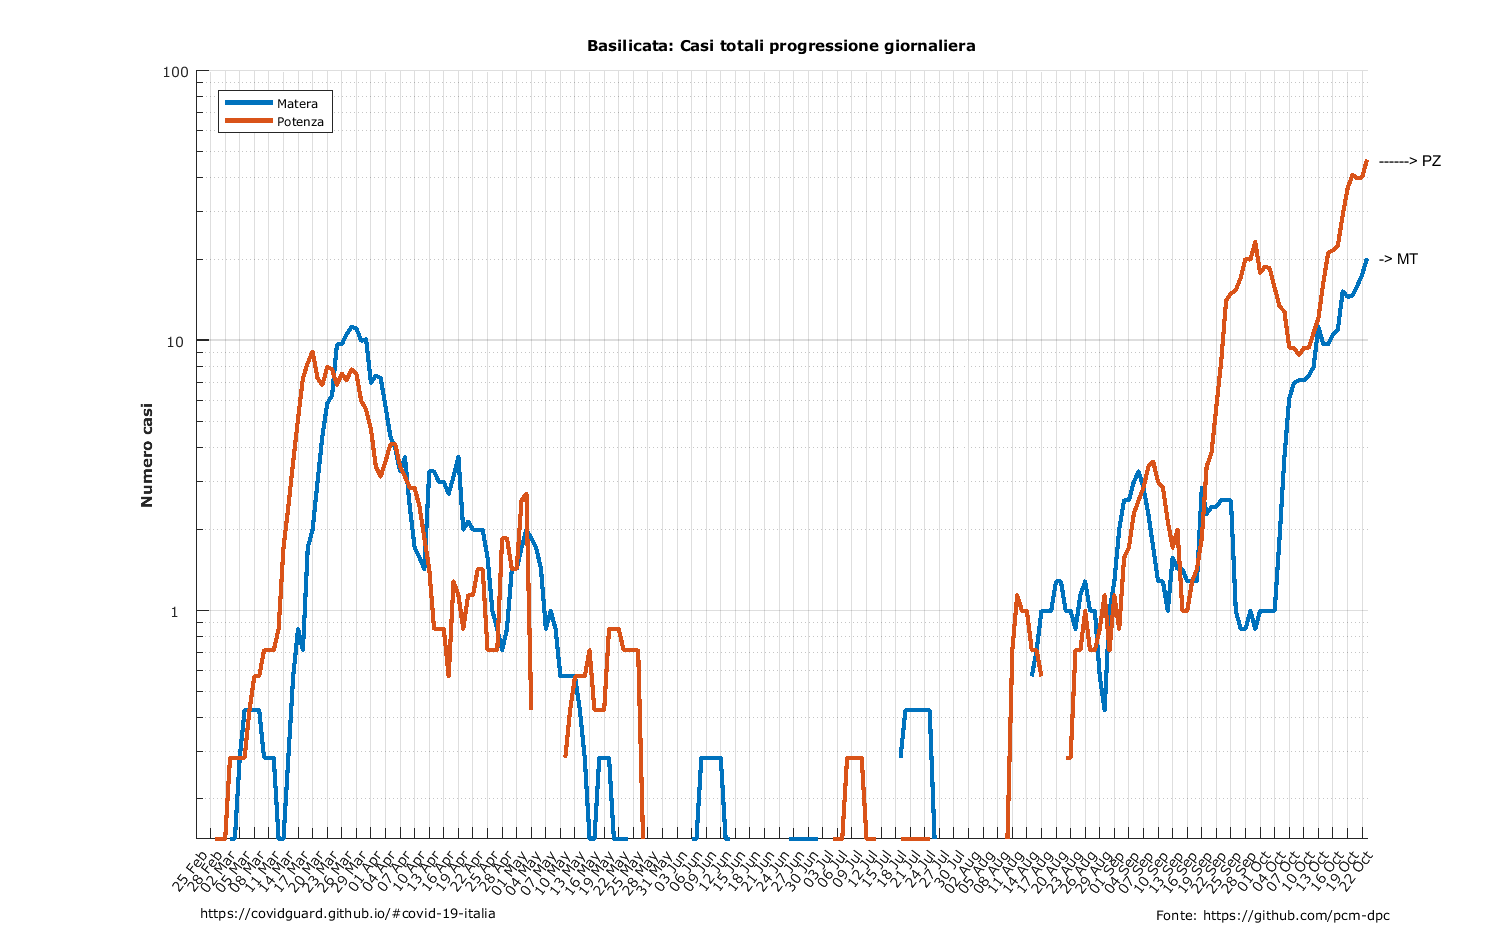 Basilicata: Casi totali progressione giornaliera
100
10
1
Numero casi
Matera
Potenza
------> PZ
-> MT
25 Feb
28 Feb
02 Mar
05 Mar
08 Mar
11 Mar
14 Mar
17 Mar
20 Mar
23 Mar
26 Mar
29 Mar
01 Apr
04 Apr
07 Apr
10 Apr
13 Apr
16 Apr
19 Apr
22 Apr
25 Apr
28 Apr
01 May
04 May
07 May
10 May
13 May
16 May
19 May
22 May
25 May
28 May
31 May
03 Jun
06 Jun
09 Jun
12 Jun
15 Jun
18 Jun
21 Jun
24 Jun
27 Jun
30 Jun
03 Jul
06 Jul
09 Jul
12 Jul
15 Jul
18 Jul
21 Jul
24 Jul
27 Jul
30 Jul
02 Aug
05 Aug
08 Aug
11 Aug
14 Aug
17 Aug
20 Aug
23 Aug
26 Aug
29 Aug
01 Sep
04 Sep
07 Sep
10 Sep
13 Sep
16 Sep
19 Sep
22 Sep
25 Sep
28 Sep
01 Oct
04 Oct
07 Oct
10 Oct
13 Oct
16 Oct
19 Oct
22 Oct
https://covidguard.github.io/#covid-19-italia
Fonte: https://github.com/pcm-dpc